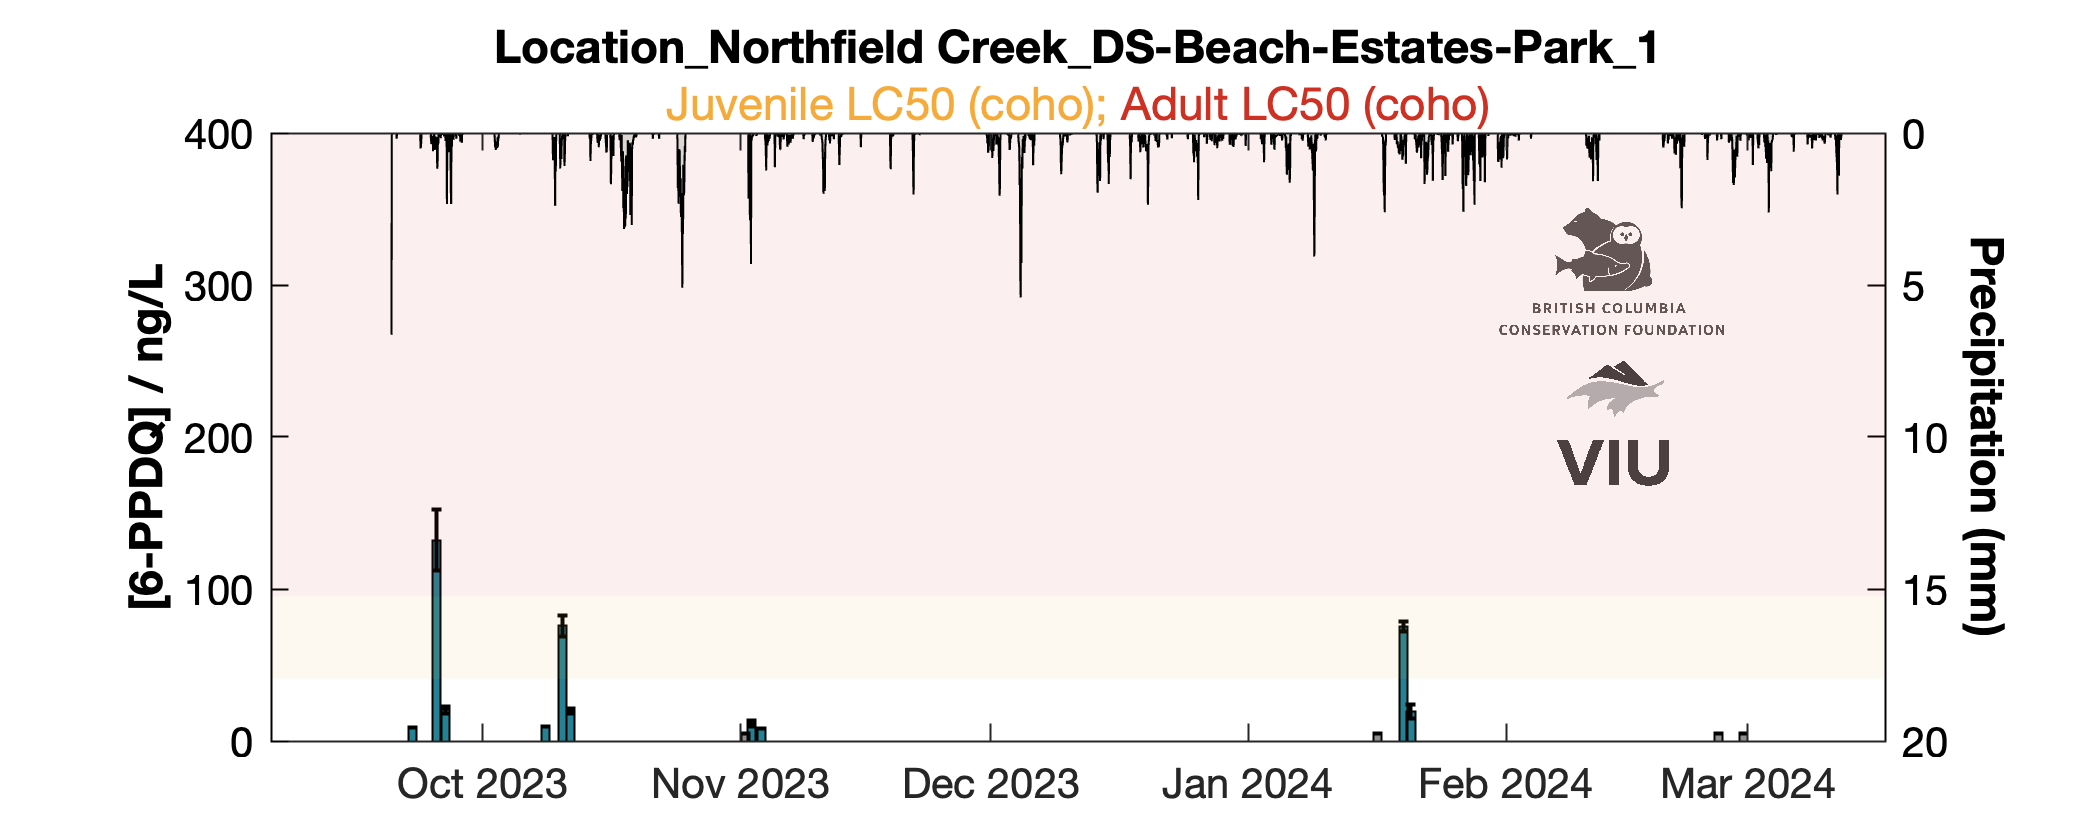 Location_Northfield Creek_DS-Beach-Estates-Park_1
Juvenile LC50 (coho); Adult LC50 (coho)
400
300
200
100
0
[6-PPDQ] / ng/L
0
5
10
15
20
Precipitation (mm)
BRITISH COLUMBIA
CONSERVATION FOUNDATION
VIU
Oct 2023
Nov 2023
Dec 2023
Jan 2024
Feb 2024
Mar 2024